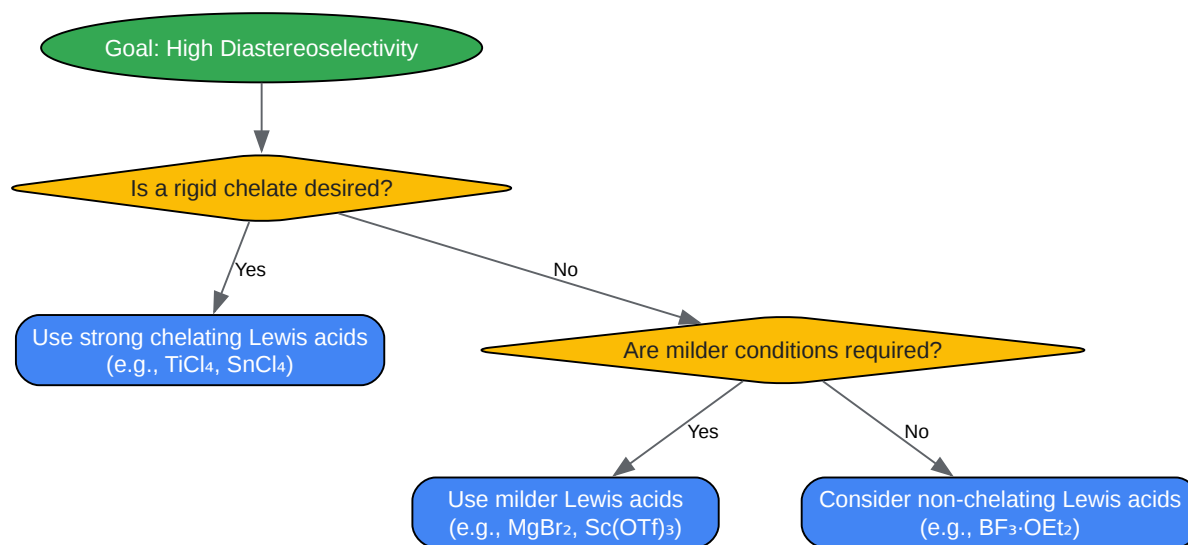 Goal: High Diastereoselectivity
Is a rigid chelate desired?
Yes
No
Use strong chelating Lewis acids
(e.g., TiCl₄, SnCl₄)
Are milder conditions required?
Yes
No
Use milder Lewis acids
(e.g., MgBr₂, Sc(OTf)₃)
Consider non-chelating Lewis acids
(e.g., BF₃·OEt₂)